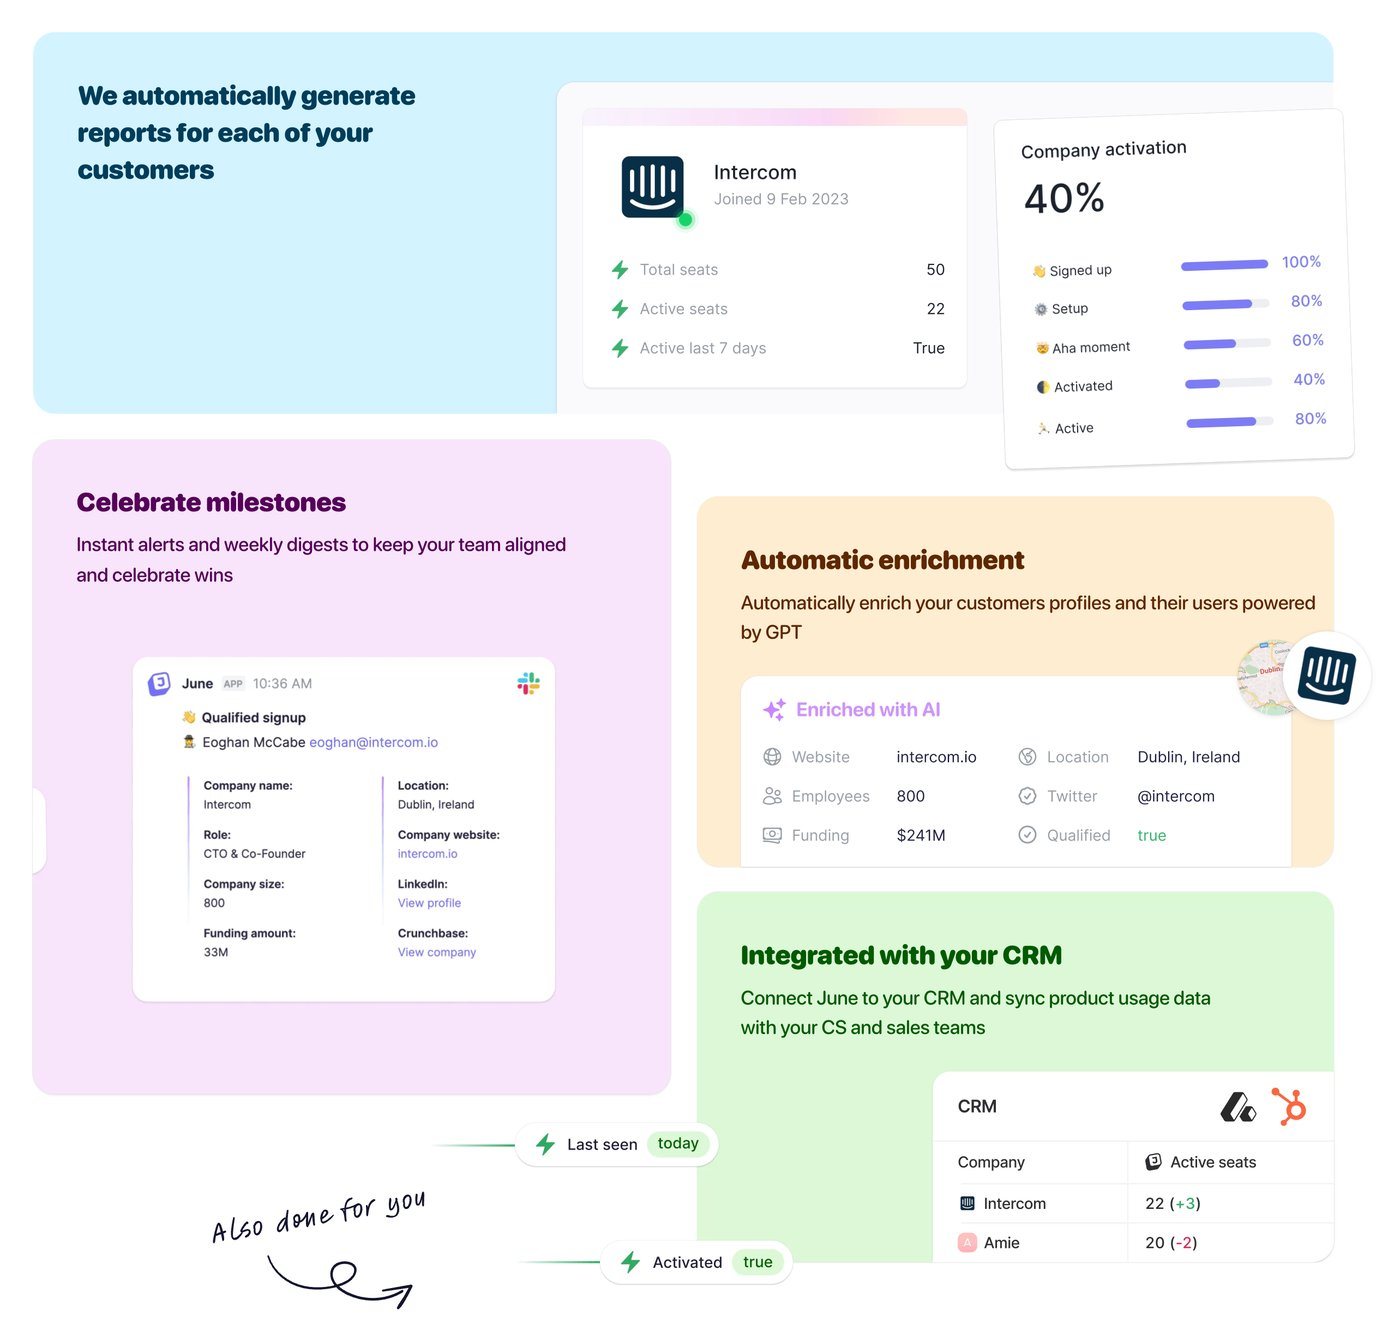 We automatically generate
reports for each of your
customers
Intercom
Joined 9 Feb 2023
Total seats 50
Active seats 22
Active last 7 days True
Company activation
40%
Signed up 100%
Setup 80%
Aha moment 60%
Activated 40%
Active 80%
Celebrate milestones
Instant alerts and weekly digests to keep your team aligned
and celebrate wins
June APP 10:36 AM
Qualified signup
Eoghan McCabe eoghan@intercom.io
Company name:
Intercom
Role:
CTO & Co-Founder
Company size:
800
Funding amount:
33M
Location:
Dublin, Ireland
Company website:
intercom.io
LinkedIn:
View profile
Crunchbase:
View company
Automatic enrichment
Automatically enrich your customers profiles and their users powered
by GPT
Enriched with AI
Website intercom.io Location Dublin, Ireland
Employees 800 Twitter @intercom
Funding $241M Qualified true
Integrated with your CRM
Connect June to your CRM and sync product usage data
with your CS and sales teams
CRM
Company Active seats
Intercom 22 (+3)
A Amie 20 (-2)
Last seen today
Also done for you
Activated true